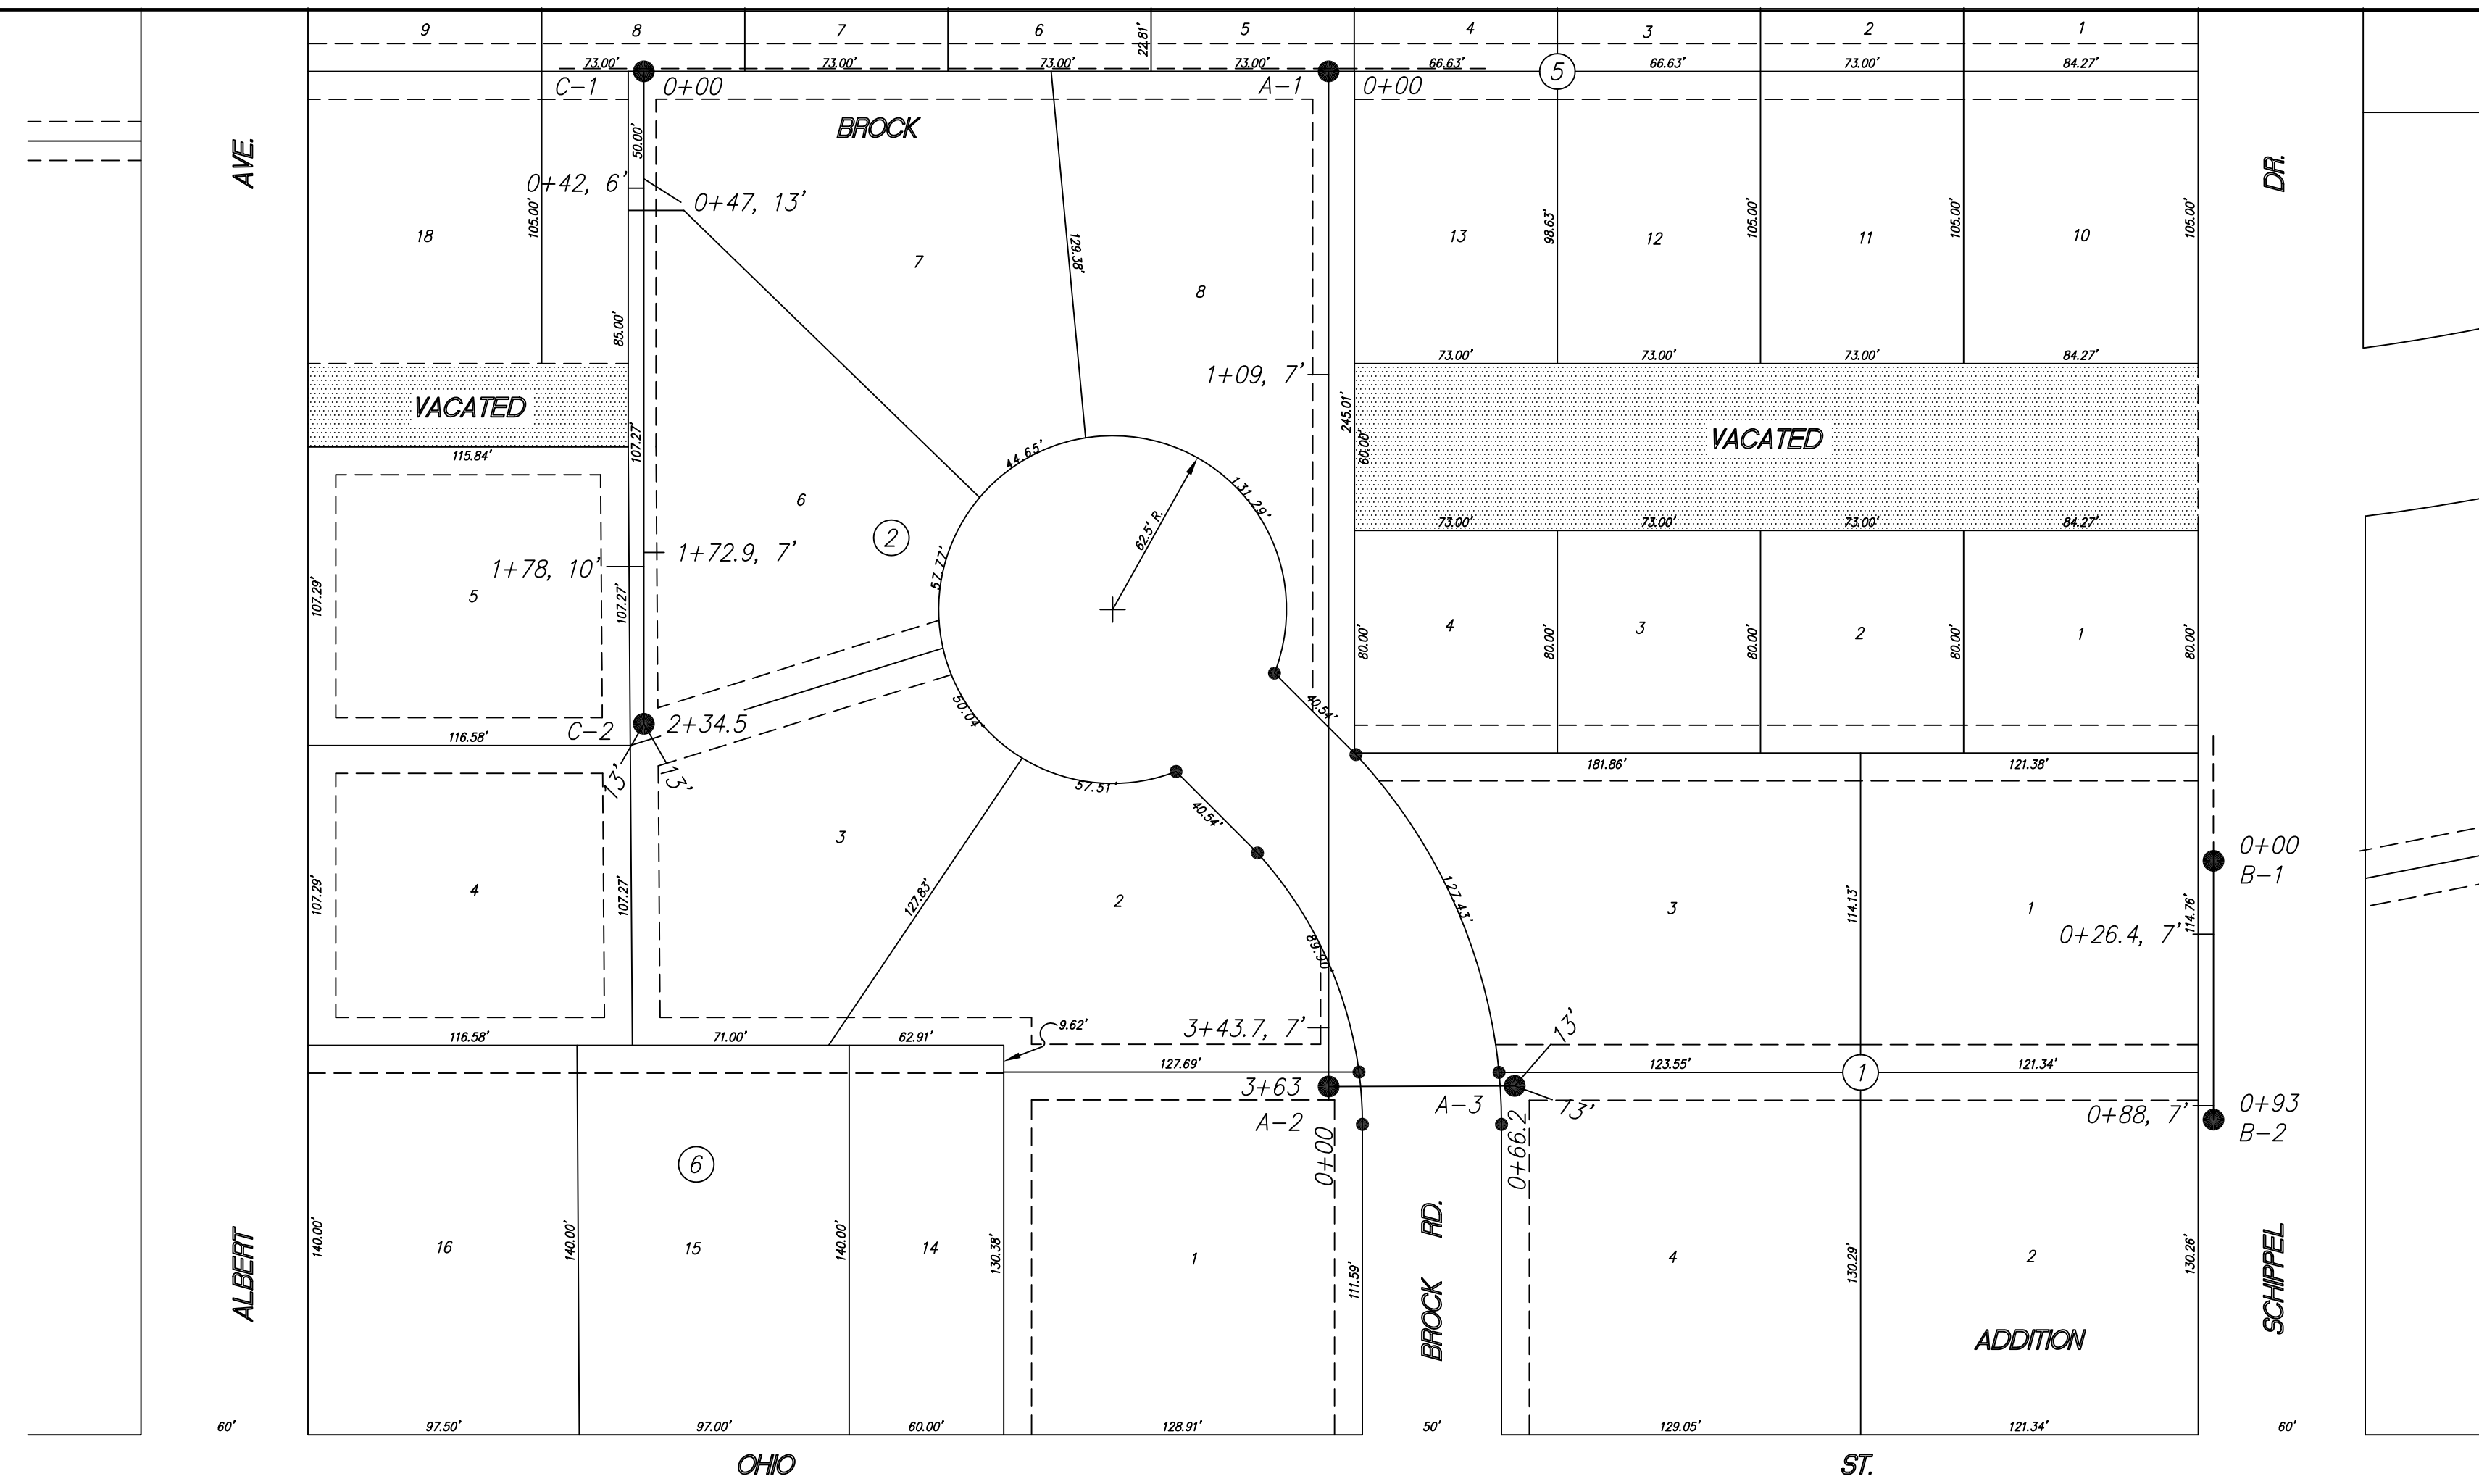 9 8 7 6 22.81' 5 4 3 2 1
73.00' 73.00' 73.00' 73.00' 66.63' 5 66.63' 73.00' 84.27'
C-1 0+00 A-1 0+00
BROCK
AVE. 50.00' DR.
0+42, 6' 0+47, 13'
105.00' 98.63' 105.00' 105.00' 105.00'
18 129.38' 13 12 11 10
7
8
85.00'
73.00' 73.00' 73.00' 84.27'
1+09, 7'
VACATED 245.01' VACATED
107.27' 60.00'
115.84' 44.65'
131.29'
6 62.5' R. 73.00' 73.00' 73.00' 84.27'
2
1+72.9, 7'
1+78, 10' 57.77'
107.29' 5 107.27'
4 3 2 1
80.00' 80.00' 80.00' 80.00' 80.00'
40.54'
50.04'
C-2 2+34.5
116.58'
13' 13'
181.86' 121.38'
57.51'
40.54'
3
0+00
B-1
107.29' 4 107.27' 127.83' 2 127.43' 3 114.13' 1 114.76'
0+26.4, 7'
89.90'
116.58' 71.00' 62.91' 9.62' 3+43.7, 7' 13'
127.69' 123.55' 1 121.34'
3+63 A-3 13' 0+88, 7' 0+93
A-2 B-2
0+00 0+66.2
6
140.00' 16 140.00' 15 140.00' 14 130.38' 1 111.59' 4 130.29' 2 130.26'
ALBERT BROCK RD. SCHIPPEL
ADDITION
60' 97.50' 97.00' 60.00' 128.91' 50' 129.05' 121.34' 60'
OHIO ST.